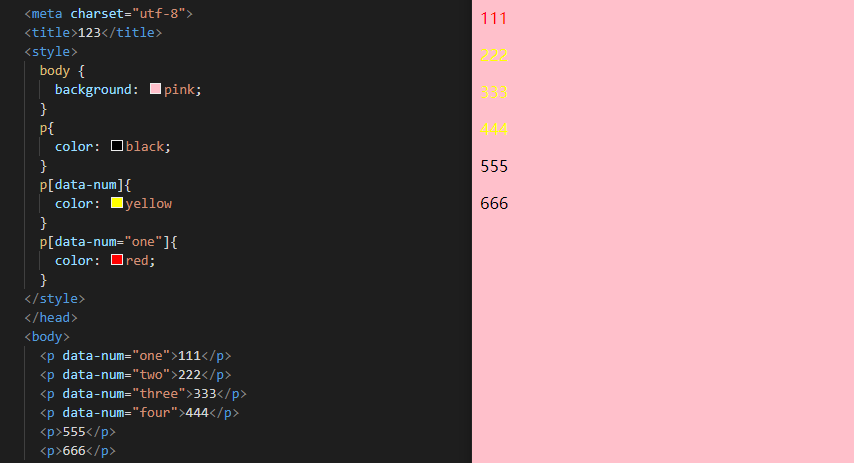 <meta charset="utf-8">
<title>123</title>
<style>
body {
background: pink;
}
p{
color: black;
}
p[data-num]{
color: yellow
}
p[data-num="one"]{
color: red;
}
</style>
</head>
<body>
<p data-num="one">111</p>
<p data-num="two">222</p>
<p data-num="three">333</p>
<p data-num="four">444</p>
<p>555</p>
<p>666</p>
111
222
333
444
555
666